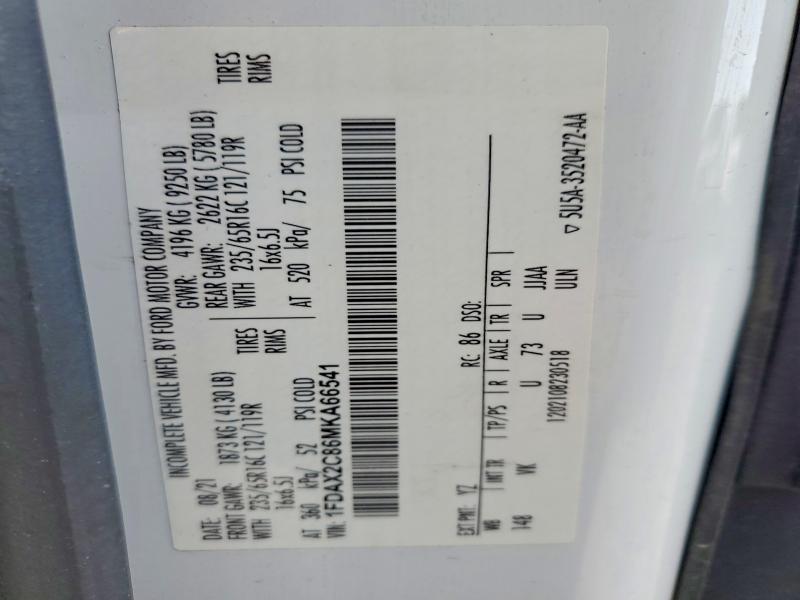 INCOMPLETE VEHICLE MFD. BY FORD MOTOR COMPANY
DATE: 08/21 GVWR: 4196 KG ( 9250 LB)
FRONT GAWR: 1873 KG ( 4130 LB) REAR GAWR: 2622 KG ( 5780 LB)
WITH 235/65R16C 121/119R TIRES WITH 235/65R16C 121/119R TIRES
16x6.5J RIMS 16x6.5J RIMS
AT 360 kPa/ 52 PSI COLD AT 520 kPa/ 75 PSI COLD
VIN: 1FDAX2C86MKA66541
EXT PNT: YZ RC: 86 DSO:
WB INT TR TP/PS R AXLE TR SPR
148 VK U 73 U JJAA
1202108230518 ULN
▽ 5U5A-3520472-AA